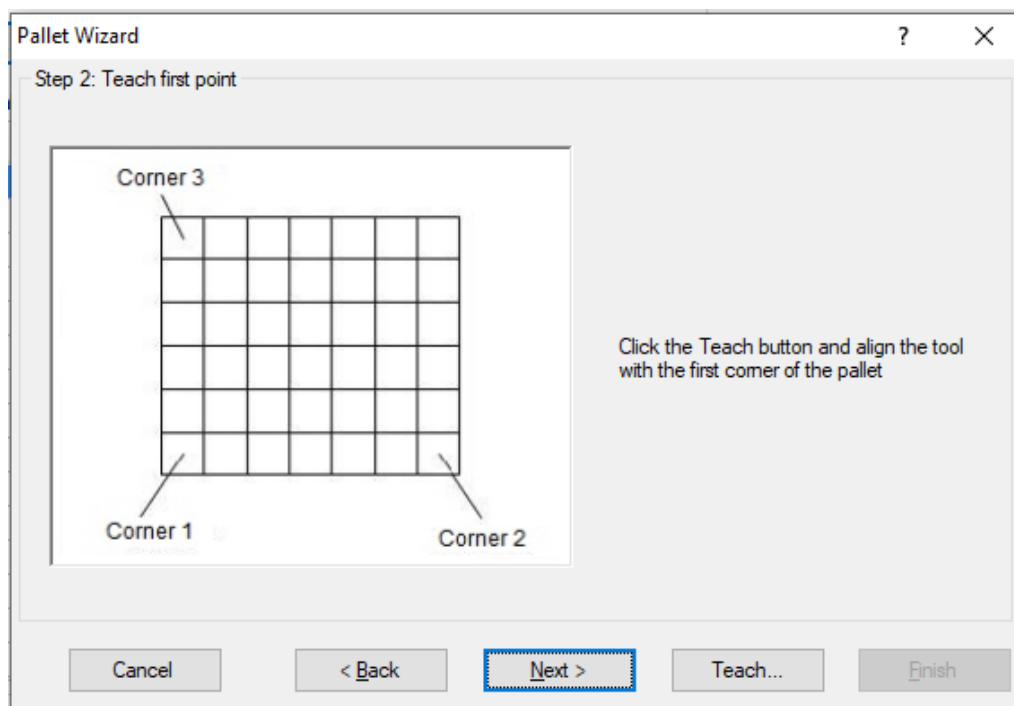 Pallet Wizard
?
Step 2: Teach first point
Corner 3
Click the Teach button and align the tool
with the first corner of the pallet
Corner 1
Corner 2
Cancel
< Back
Next >
Teach...
Finish